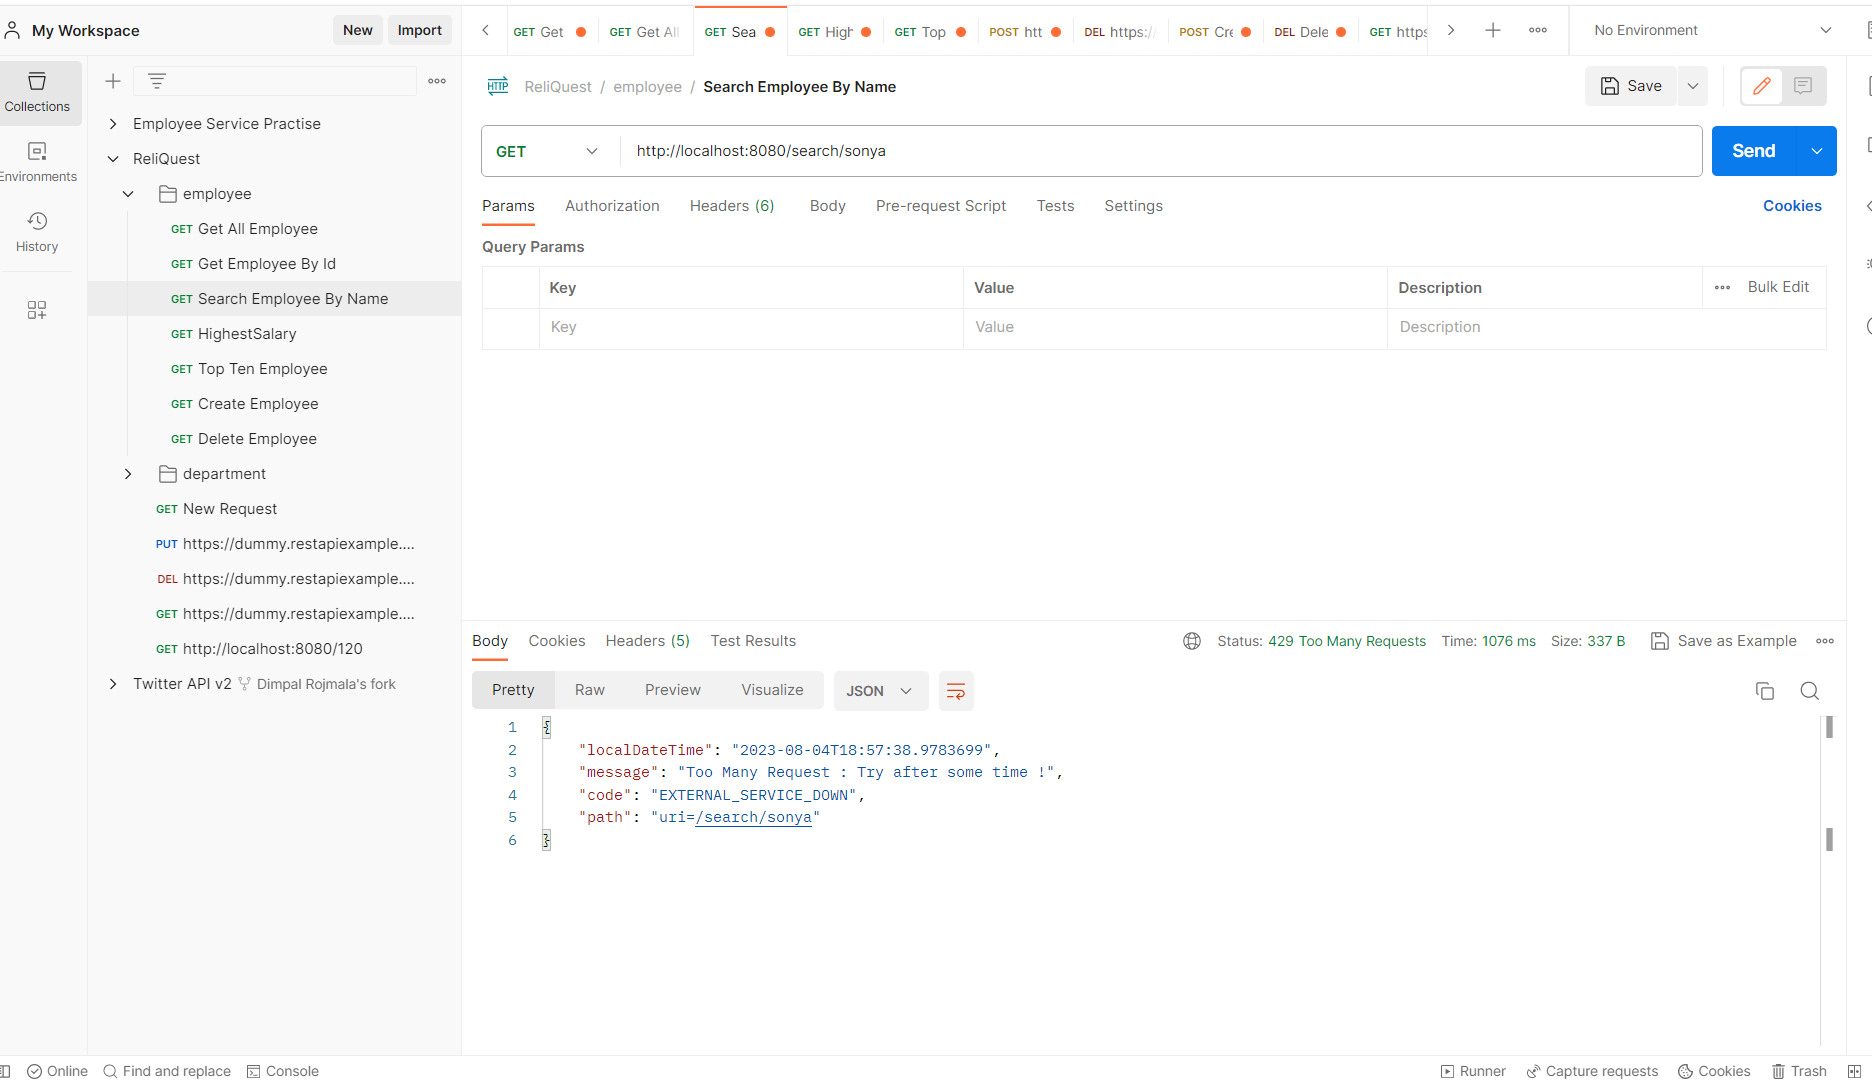 My Workspace
New
Import
GET Get
GET Get All
GET Sea
GET High
GET Top
POST htt
DEL https:/
POST Cre
DEL Dele
GET https
No Environment
Collections
Environments
History
Employee Service Practise
ReliQuest
employee
GET Get All Employee
GET Get Employee By Id
GET Search Employee By Name
GET HighestSalary
GET Top Ten Employee
GET Create Employee
GET Delete Employee
department
GET New Request
PUT https://dummy.restapiexample....
DEL https://dummy.restapiexample....
GET https://dummy.restapiexample....
GET http://localhost:8080/120
Twitter API v2 Dimpal Rojmala's fork
HTTP ReliQuest / employee / Search Employee By Name
Save
GET http://localhost:8080/search/sonya
Send
Params Authorization Headers (6) Body Pre-request Script Tests Settings
Cookies
Query Params
Key Value Description Bulk Edit
Key Value Description
Body Cookies Headers (5) Test Results
Status: 429 Too Many Requests Time: 1076 ms Size: 337 B Save as Example
Pretty Raw Preview Visualize JSON
1 {
2 "localDateTime": "2023-08-04T18:57:38.9783699",
3 "message": "Too Many Request : Try after some time !",
4 "code": "EXTERNAL_SERVICE_DOWN",
5 "path": "uri=/search/sonya"
6 }
Online Find and replace Console
Runner Capture requests Cookies Trash